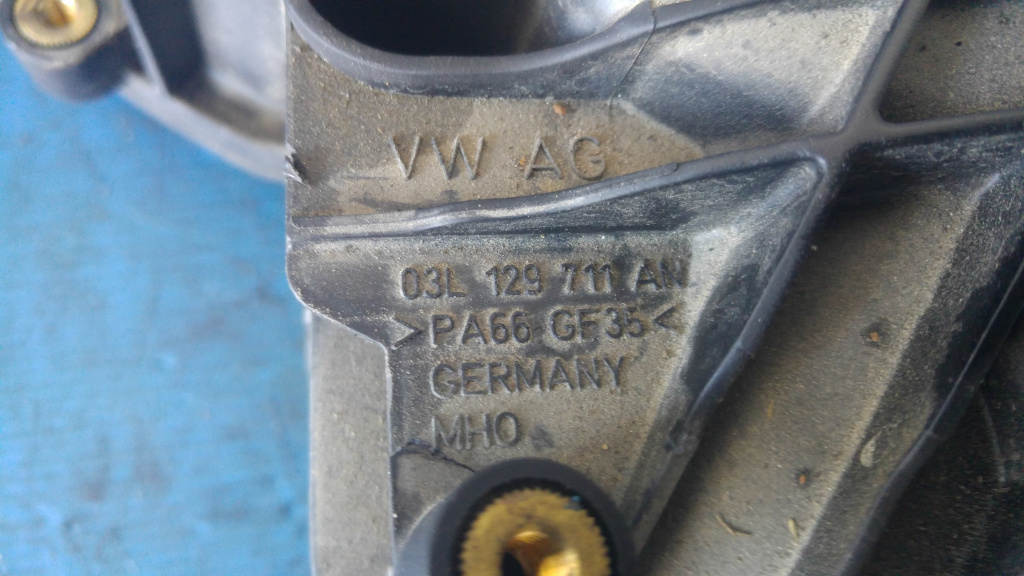 VW AG
03L 129 711 AN
>PA66-GF35<
GERMANY
MHO